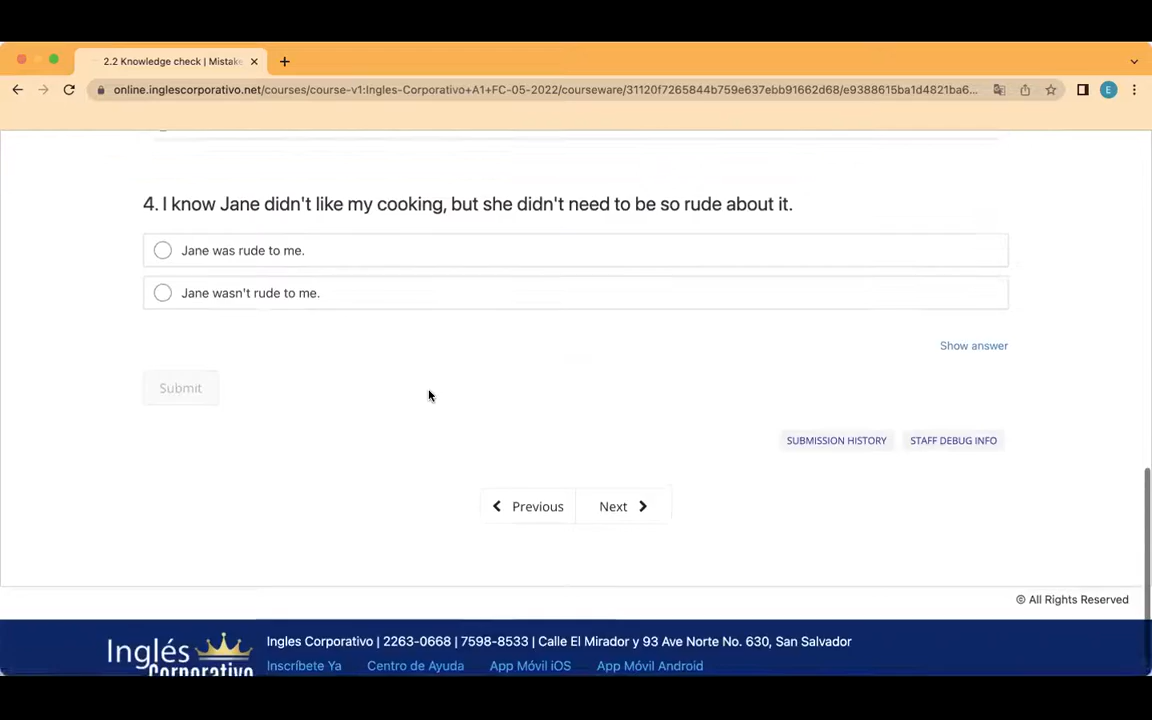 2.2 Knowledge check | Mistake
online.inglescorporativo.net/courses/course-v1:Ingles-Corporativo+A1+FC-05-2022/courseware/31120f7265844b759e637ebb91662d68/e9388615ba1d4821ba6...
E
4. I know Jane didn't like my cooking, but she didn't need to be so rude about it.
Jane was rude to me.
Jane wasn't rude to me.
Show answer
Submit
SUBMISSION HISTORY STAFF DEBUG INFO
Previous Next
© All Rights Reserved
Inglés Corporativo
Ingles Corporativo | 2263-0668 | 7598-8533 | Calle El Mirador y 93 Ave Norte No. 630, San Salvador
Inscríbete Ya Centro de Ayuda App Móvil iOS App Móvil Android